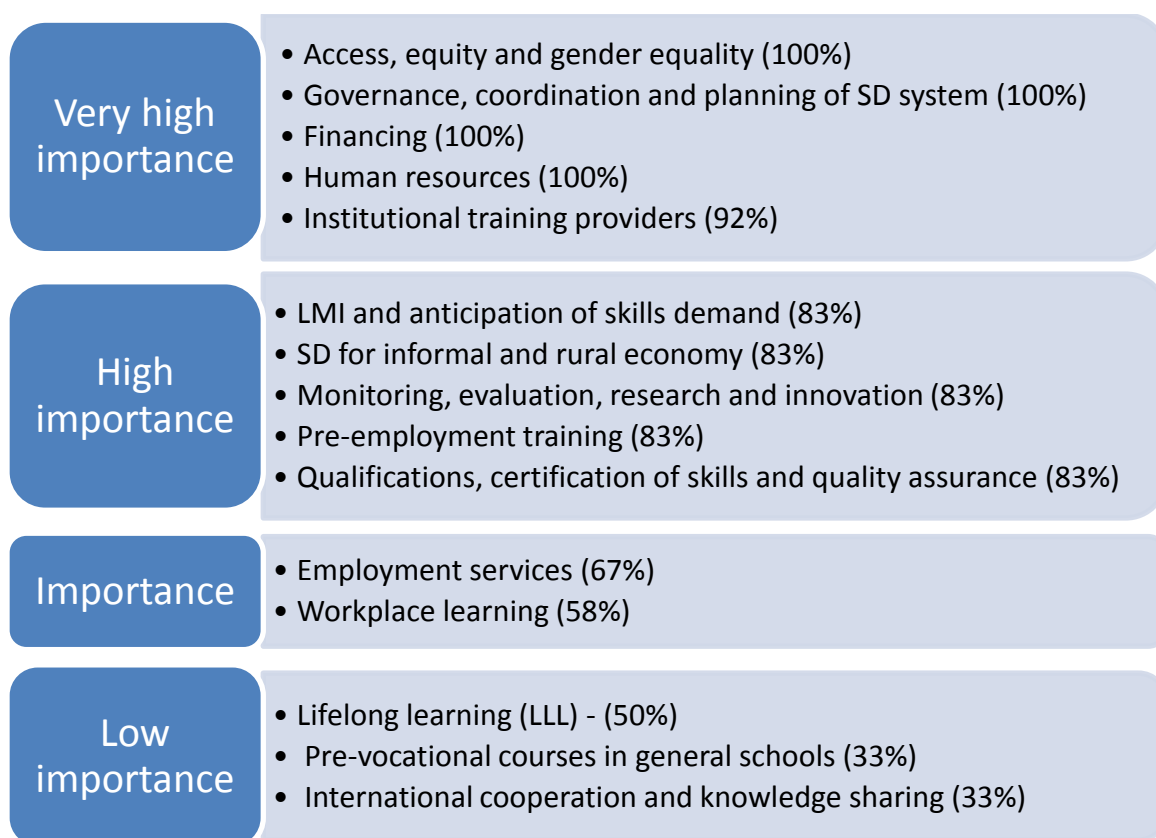 Very high
importance
• Access, equity and gender equality (100%)
• Governance, coordination and planning of SD system (100%)
• Financing (100%)
• Human resources (100%)
• Institutional training providers (92%)
High
importance
• LMI and anticipation of skills demand (83%)
• SD for informal and rural economy (83%)
• Monitoring, evaluation, research and innovation (83%)
• Pre-employment training (83%)
• Qualifications, certification of skills and quality assurance (83%)
Importance
• Employment services (67%)
• Workplace learning (58%)
Low
importance
• Lifelong learning (LLL) - (50%)
• Pre-vocational courses in general schools (33%)
• International cooperation and knowledge sharing (33%)